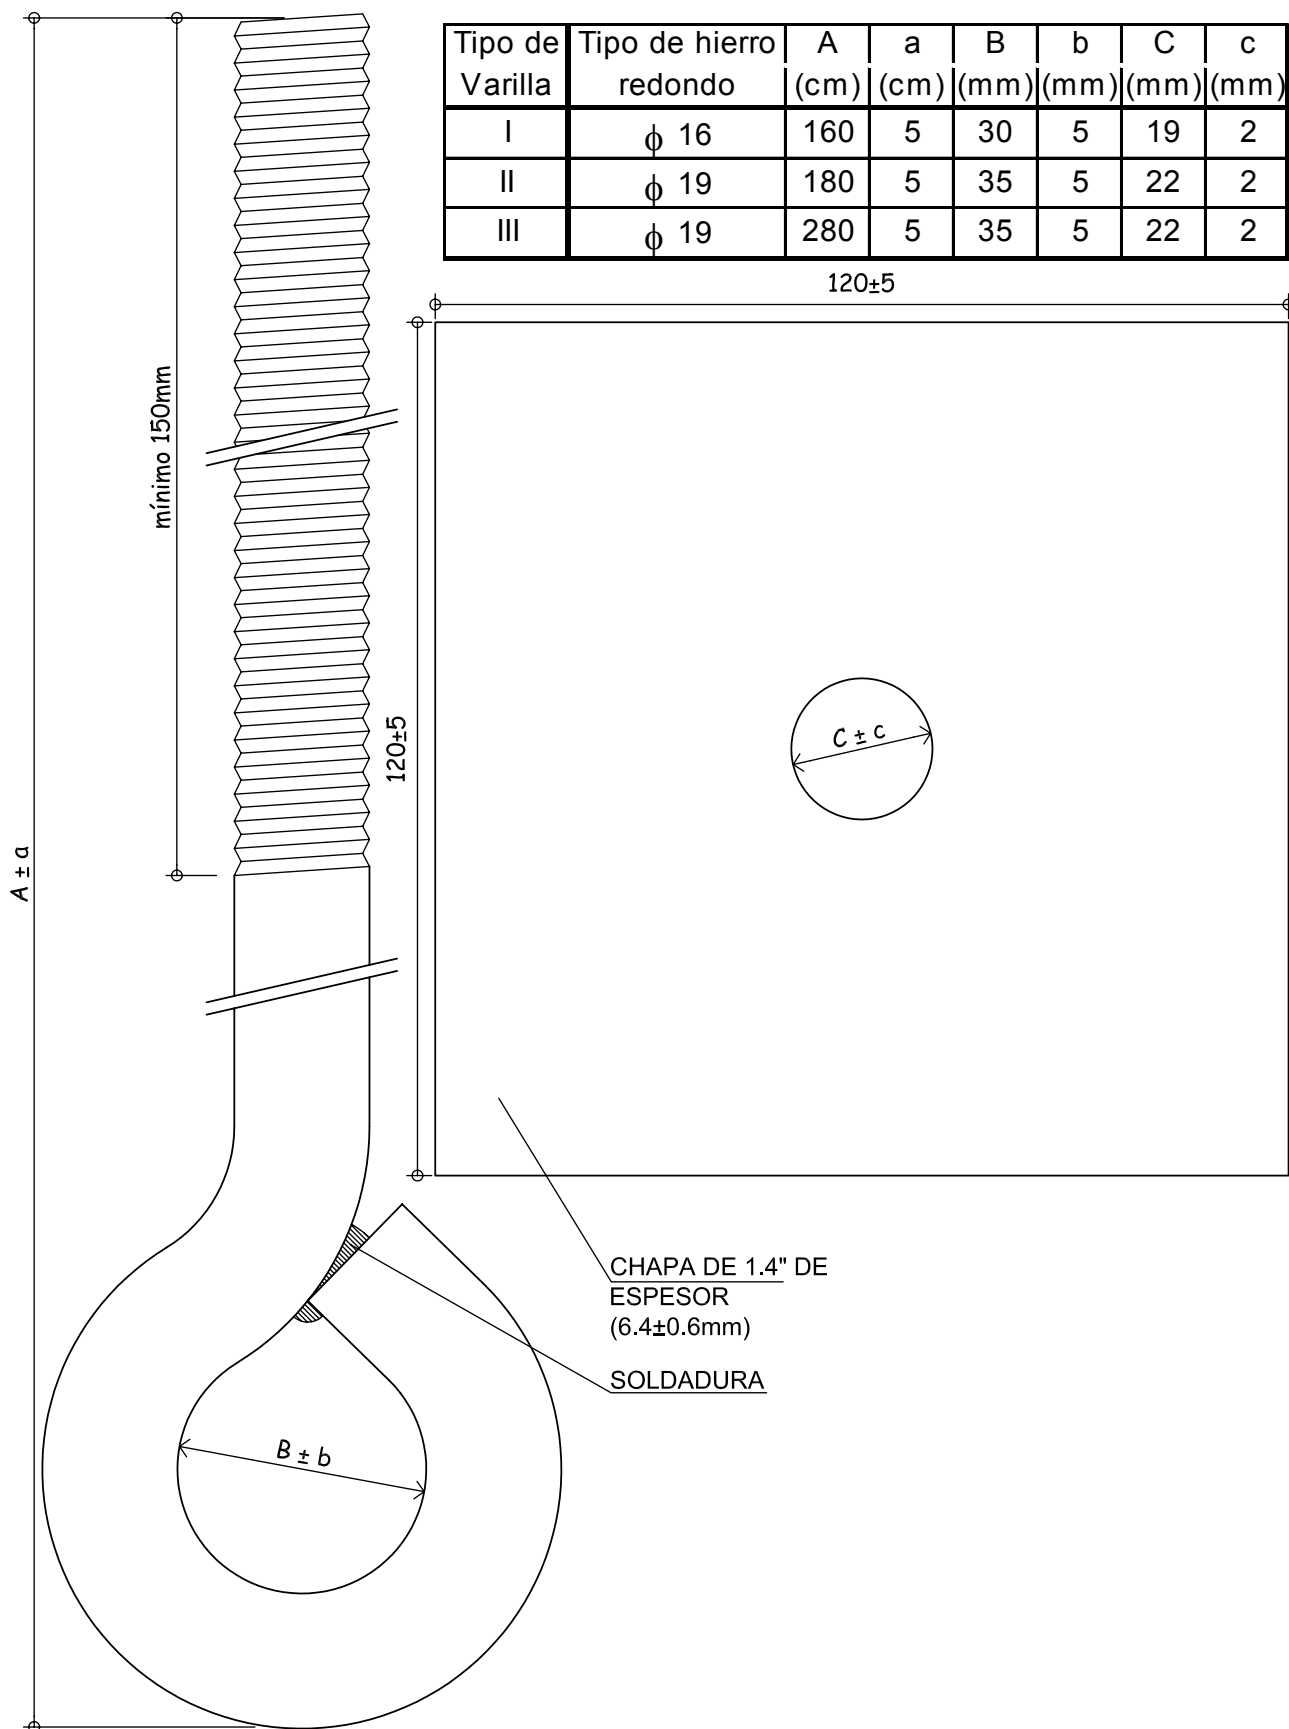 Tipo de Varilla | Tipo de hierro redondo | A (cm) | a (cm) | B (mm) | b (mm) | C (mm) | c (mm)
I | ϕ 16 | 160 | 5 | 30 | 5 | 19 | 2
II | ϕ 19 | 180 | 5 | 35 | 5 | 22 | 2
III | ϕ 19 | 280 | 5 | 35 | 5 | 22 | 2
120±5
mínimo 150mm
120±5
C ± c
A ± a
CHAPA DE 1.4" DE
ESPESOR
(6.4±0.6mm)
SOLDADURA
B ± b